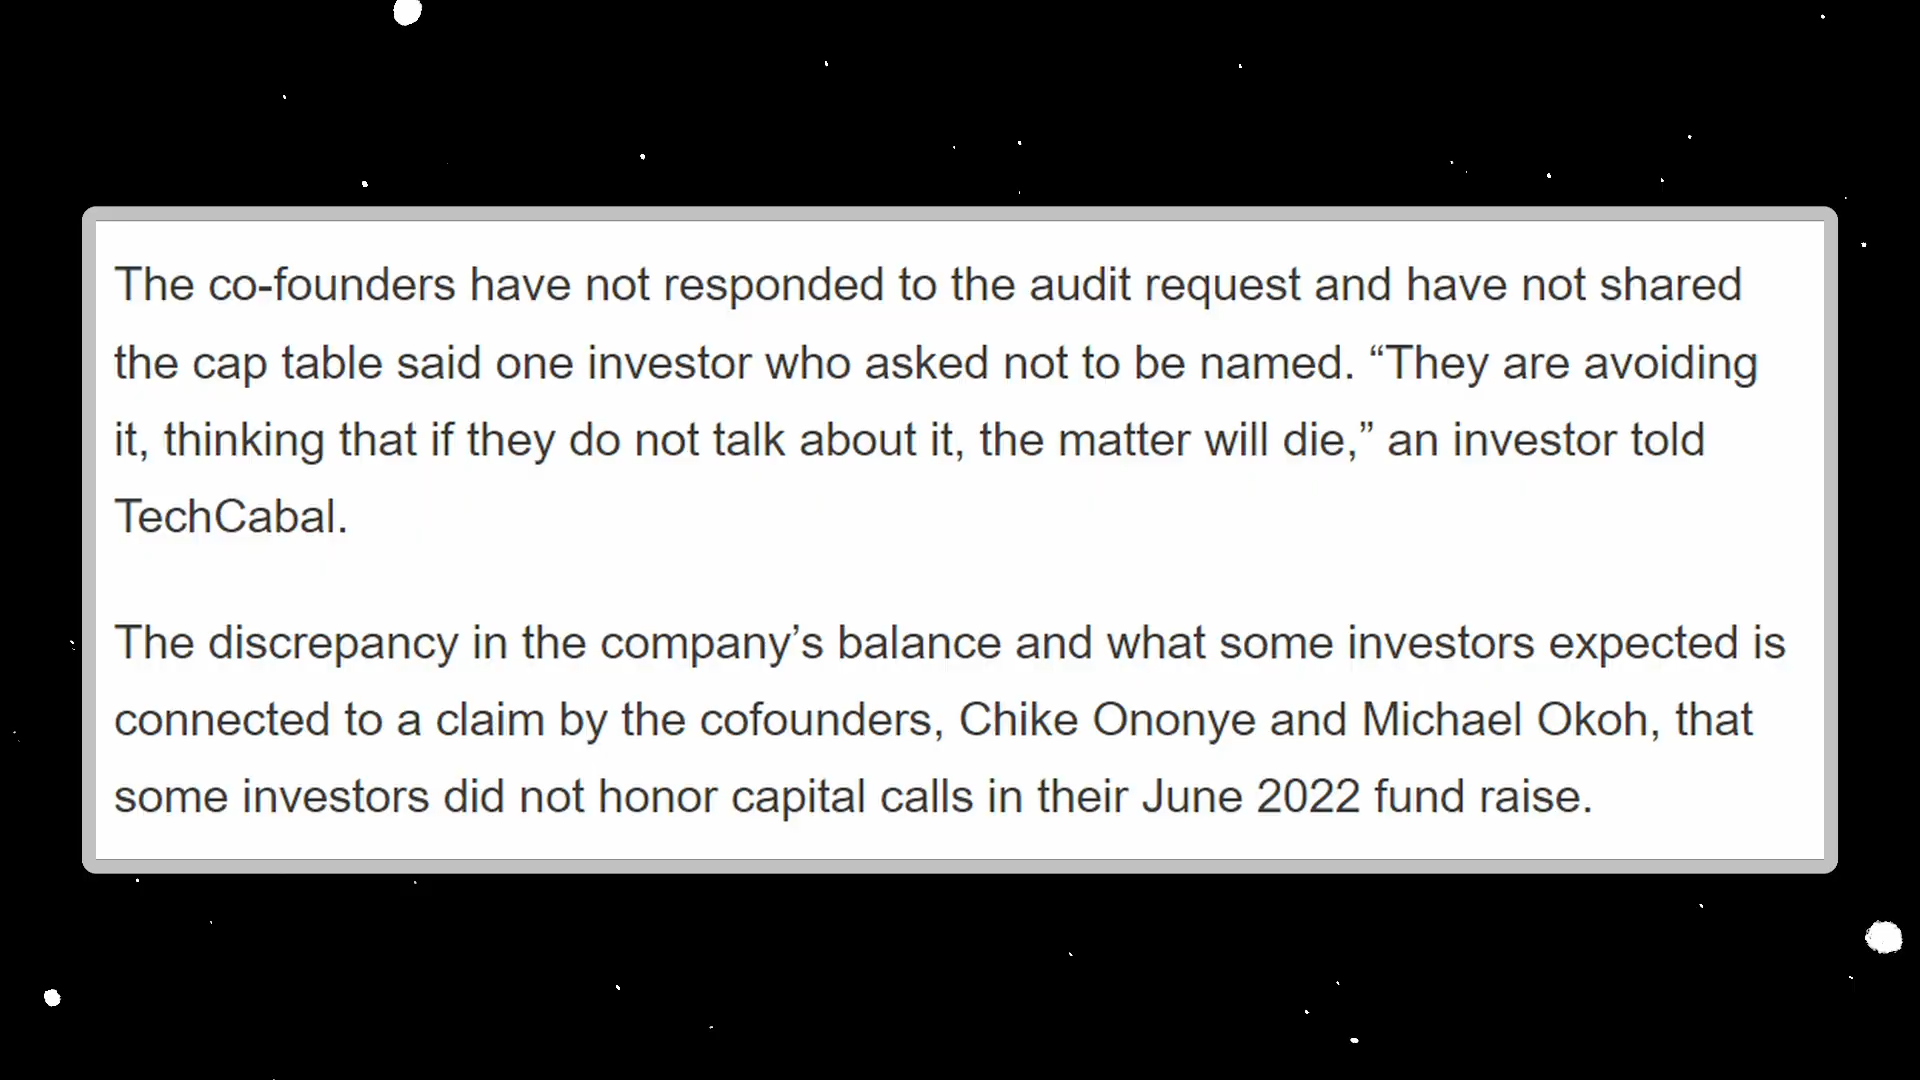 The co-founders have not responded to the audit request and have not shared
the cap table said one investor who asked not to be named. “They are avoiding
it, thinking that if they do not talk about it, the matter will die,” an investor told
TechCabal.
The discrepancy in the company’s balance and what some investors expected is
connected to a claim by the cofounders, Chike Ononye and Michael Okoh, that
some investors did not honor capital calls in their June 2022 fund raise.